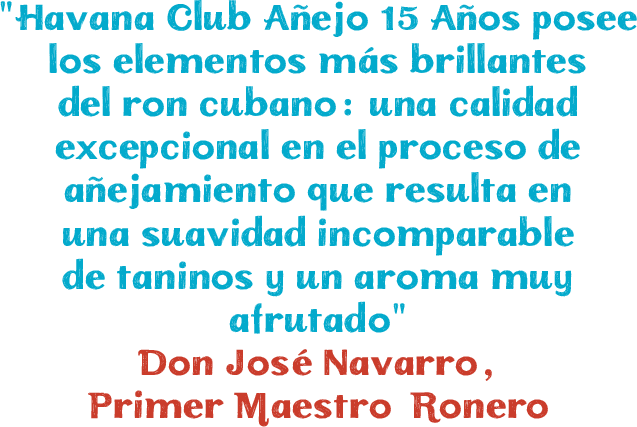 "Havana Club Añejo 15 Años posee
los elementos más brillantes
del ron cubano: una calidad
excepcional en el proceso de
añejamiento que resulta en
una suavidad incomparable
de taninos y un aroma muy
afrutado"
Don José Navarro,
Primer Maestro Ronero